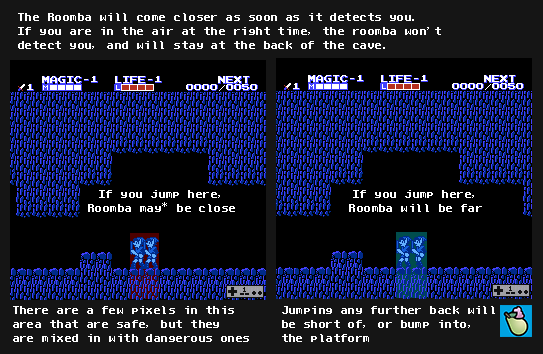 The Roomba will come closer as soon as it detects you.
If you are in the air at the right time, the roomba won't
detect you, and will stay at the back of the cave.
MAGIC-1 LIFE-1 NEXT
1 M L 0000/0050
If you jump here,
Roomba may* be close
1
There are a few pixels in this
area that are safe, but they
are mixed in with dangerous ones
MAGIC-1 LIFE-1 NEXT
1 M L 0000/0050
If you jump here,
Roomba will be far
1
Jumping any further back will
be short of, or bump into,
the platform